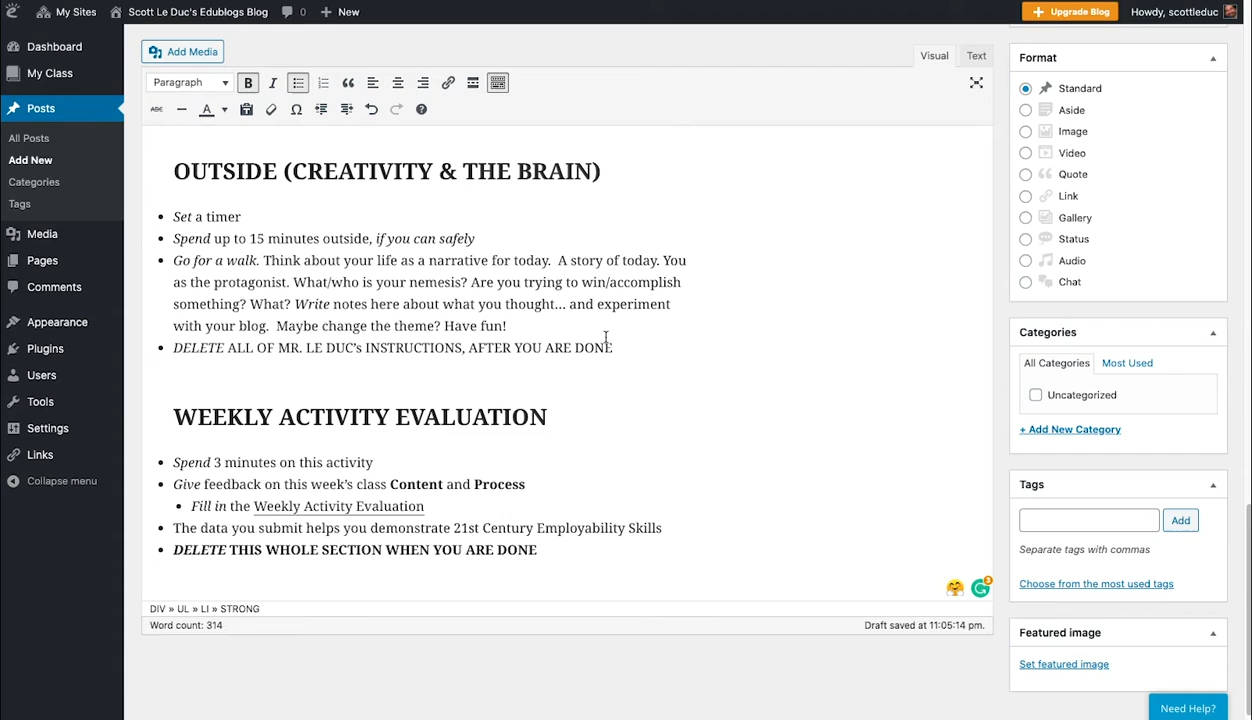 My Sites Scott Le Duc's Edublogs Blog 0 New Upgrade Blog Howdy, scottleduc
Dashboard
My Class
Posts
All Posts
Add New
Categories
Tags
Media
Pages
Comments
Appearance
Plugins
Users
Tools
Settings
Links
Collapse menu
Add Media
Visual Text
Paragraph B I
ABC A Ω
OUTSIDE (CREATIVITY & THE BRAIN)
Set a timer
Spend up to 15 minutes outside, if you can safely
Go for a walk. Think about your life as a narrative for today.  A story of today. You
as the protagonist. What/who is your nemesis? Are you trying to win/accomplish
something? What? Write notes here about what you thought… and experiment
with your blog.  Maybe change the theme? Have fun!
DELETE ALL OF MR. LE DUC's INSTRUCTIONS, AFTER YOU ARE DONE
WEEKLY ACTIVITY EVALUATION
Spend 3 minutes on this activity
Give feedback on this week's class Content and Process
Fill in the Weekly Activity Evaluation
The data you submit helps you demonstrate 21st Century Employability Skills
DELETE THIS WHOLE SECTION WHEN YOU ARE DONE
3
DIV » UL » LI » STRONG
Word count: 314 Draft saved at 11:05:14 pm.
Format
Standard
Aside
Image
Video
Quote
Link
Gallery
Status
Audio
Chat
Categories
All Categories Most Used
Uncategorized
+ Add New Category
Tags
Add
Separate tags with commas
Choose from the most used tags
Featured image
Set featured image
Need Help?